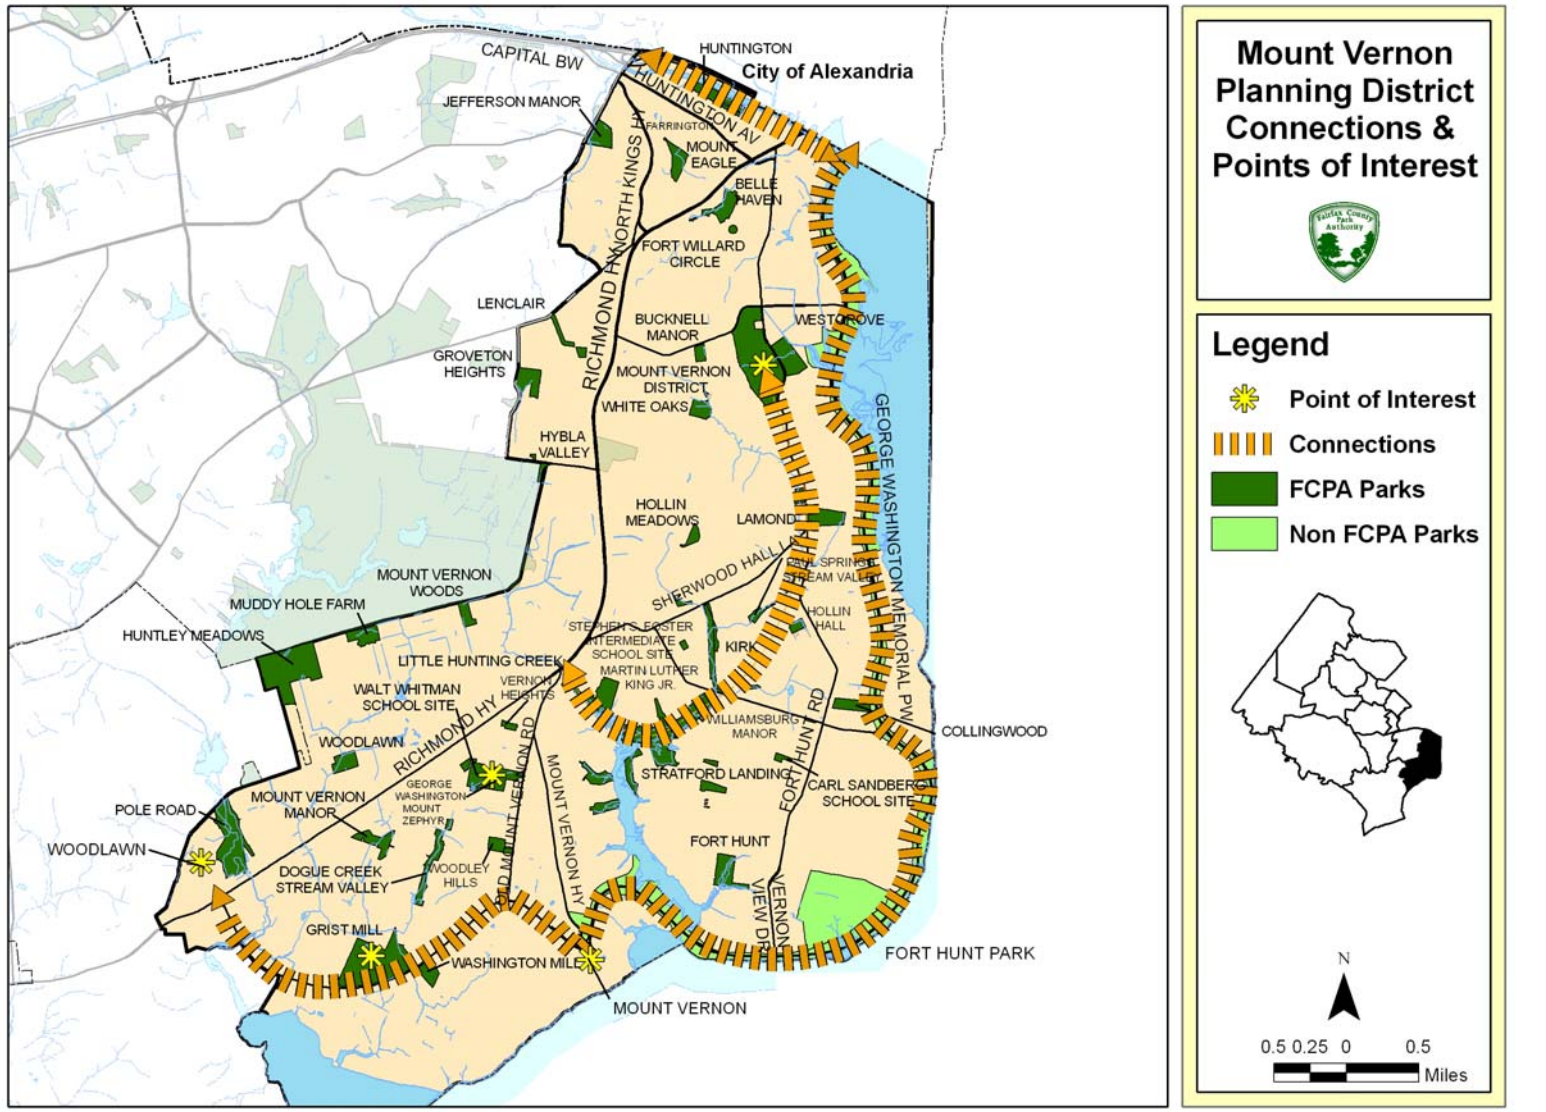 HUNTINGTON
City of Alexandria
CAPITAL BW
HUNTINGTON AV
JEFFERSON MANOR
FARRINGTON
MOUNT
EAGLE
NORTH KINGS HY
BELLE
HAVEN
FORT WILLARD
CIRCLE
RICHMOND HY
LENCLAIR
BUCKNELL
MANOR
WESTGROVE
GROVETON
HEIGHTS
MOUNT VERNON
DISTRICT
WHITE OAKS
GEORGE WASHINGTON MEMORIAL PW
HYBLA
VALLEY
HOLLIN
MEADOWS
LAMOND
SHERWOOD HALL LA
PAUL SPRING
STREAM VALLEY
MOUNT VERNON
WOODS
MUDDY HOLE FARM
HUNTLEY MEADOWS
HOLLIN
HALL
STEPHEN S. FOSTER
INTERMEDIATE
SCHOOL SITE
KIRK
LITTLE HUNTING CREEK
MARTIN LUTHER
KING JR.
VERNON
HEIGHTS
WALT WHITMAN
SCHOOL SITE
RICHMOND HY
WILLIAMSBURG
MANOR
FORT HUNT RD
COLLINGWOOD
WOODLAWN
OLD MOUNT VERNON RD
MOUNT VERNON HY
STRATFORD LANDING
CARL SANDBERG
SCHOOL SITE
GEORGE
WASHINGTON
MOUNT
ZEPHYR
MOUNT VERNON
MANOR
POLE ROAD
WOODLAWN
FORT HUNT
DOGUE CREEK
STREAM VALLEY
WOODLEY
HILLS
VERNON
VIEW DR
GRIST MILL
WASHINGTON MILL
FORT HUNT PARK
MOUNT VERNON
Mount Vernon
Planning District
Connections &
Points of Interest
Fairfax County
Park
Authority
Legend
Point of Interest
Connections
FCPA Parks
Non FCPA Parks
N
0.5 0.25 0 0.5
Miles